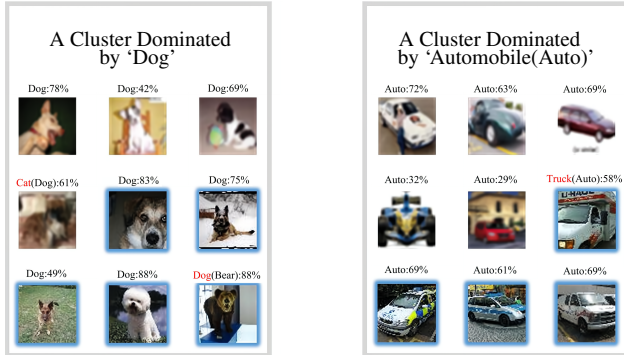 A Cluster Dominated
by ‘Dog’
Dog:78% Dog:42% Dog:69%
Cat(Dog):61% Dog:83% Dog:75%
Dog:49% Dog:88% Dog(Bear):88%
A Cluster Dominated
by ‘Automobile(Auto)’
Auto:72% Auto:63% Auto:69%
Auto:32% Auto:29% Truck(Auto):58%
U-HAUL
Auto:69% Auto:61% Auto:69%